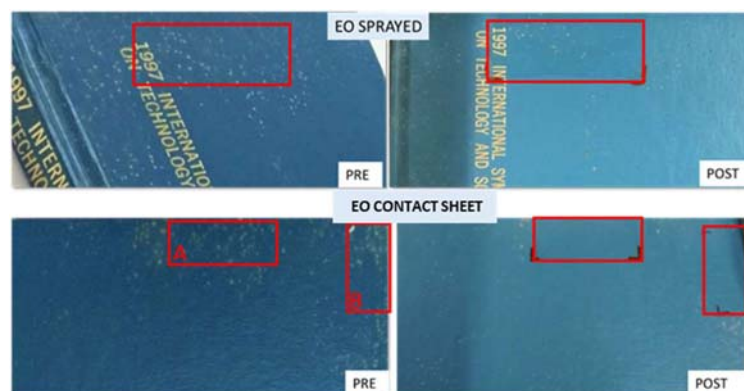 EO SPRAYED
1997 INTERNATION
ON TECHNOLOGY
1997 INTERN
TECHNO
PRE
1997 INTERNATIONAL SYM
ON TECHNOLOGY AND S
POST
EO CONTACT SHEET
A
B
PRE
POST